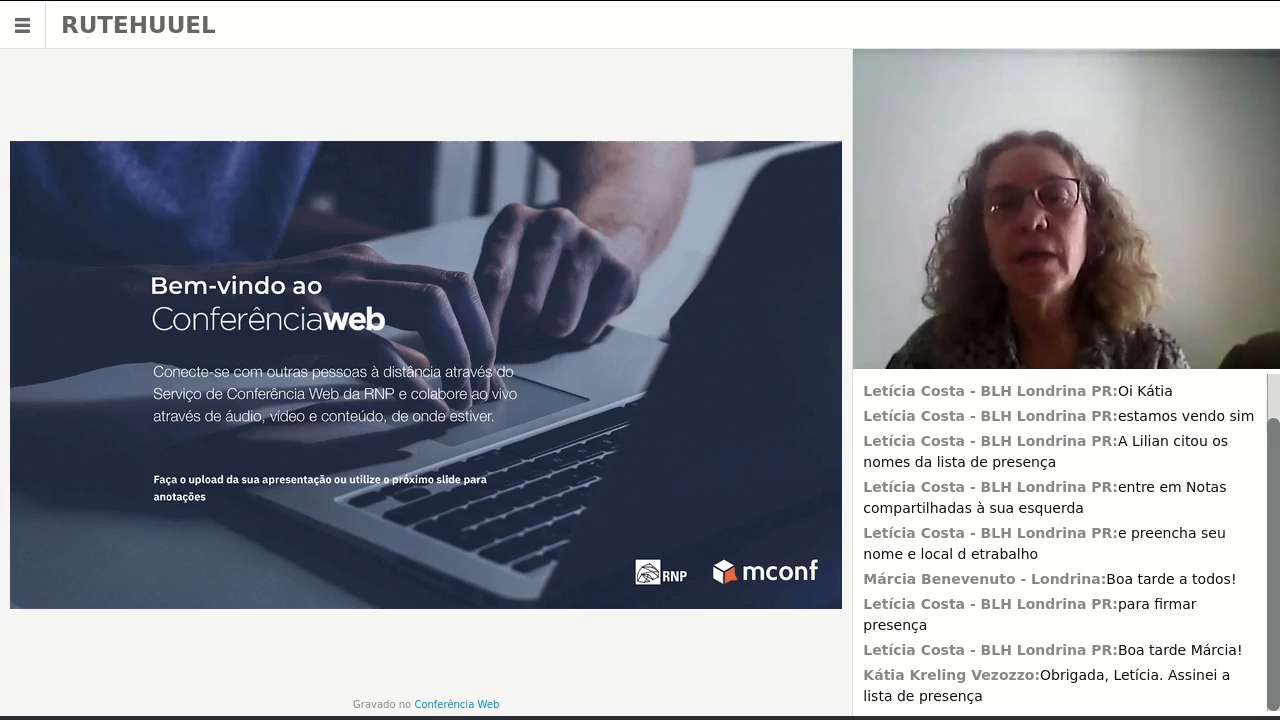 RUTEHUUEL
Bem-vindo ao
Conferênciaweb
Conecte-se com outras pessoas à distância através do
Serviço de Conferência Web da RNP e colabore ao vivo
através de áudio, vídeo e conteúdo, de onde estiver.
Faça o upload da sua apresentação ou utilize o próximo slide para
anotações
RNP
mconf
Gravado no Conferência Web
Letícia Costa - BLH Londrina PR:Oi Kátia
Letícia Costa - BLH Londrina PR:estamos vendo sim
Letícia Costa - BLH Londrina PR:A Lilian citou os
nomes da lista de presença
Letícia Costa - BLH Londrina PR:entre em Notas
compartilhadas à sua esquerda
Letícia Costa - BLH Londrina PR:e preencha seu
nome e local d etrabalho
Márcia Benevenuto - Londrina:Boa tarde a todos!
Letícia Costa - BLH Londrina PR:para firmar
presença
Letícia Costa - BLH Londrina PR:Boa tarde Márcia!
Kátia Kreling Vezozzo:Obrigada, Letícia. Assinei a
lista de presença